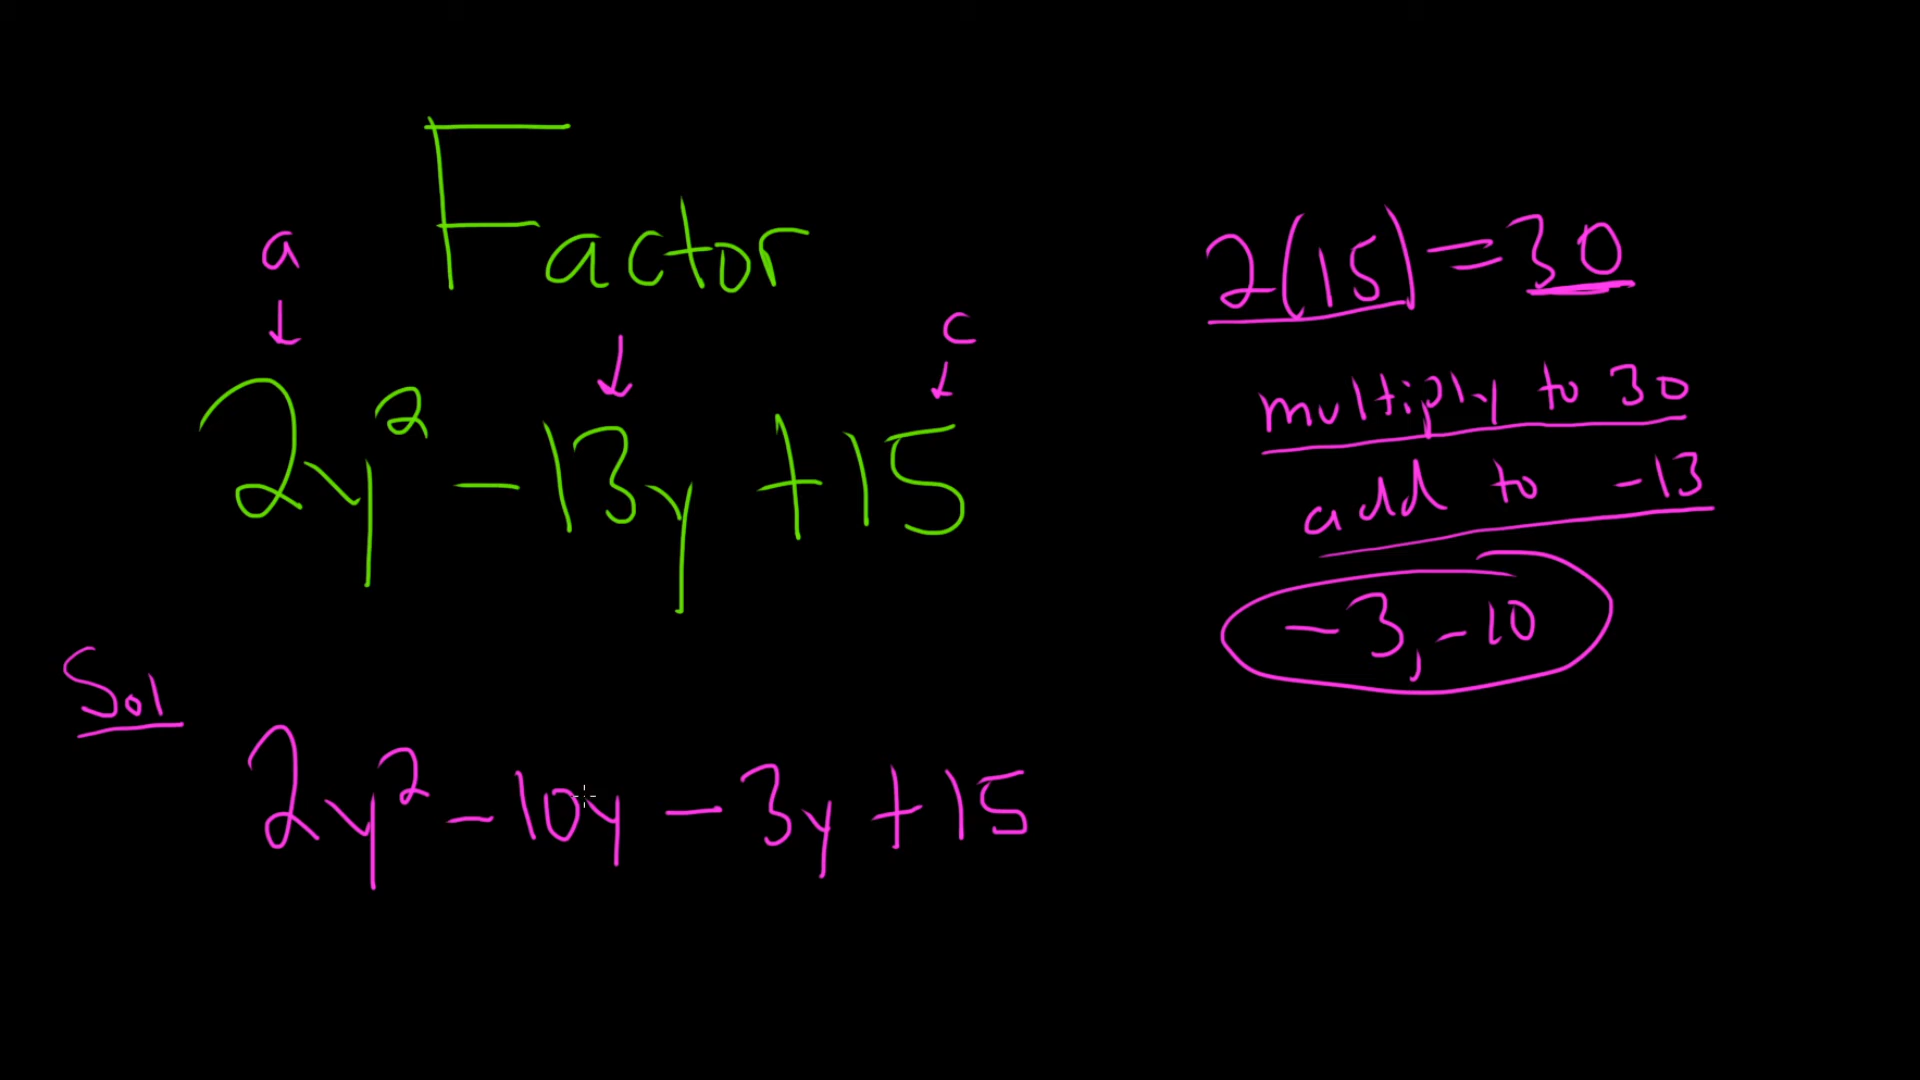 Factor
a
c
2y² - 13y + 15
Sol
2y² - 10y - 3y + 15
2(15) = 30
multiply to 30
add to -13
-3, -10